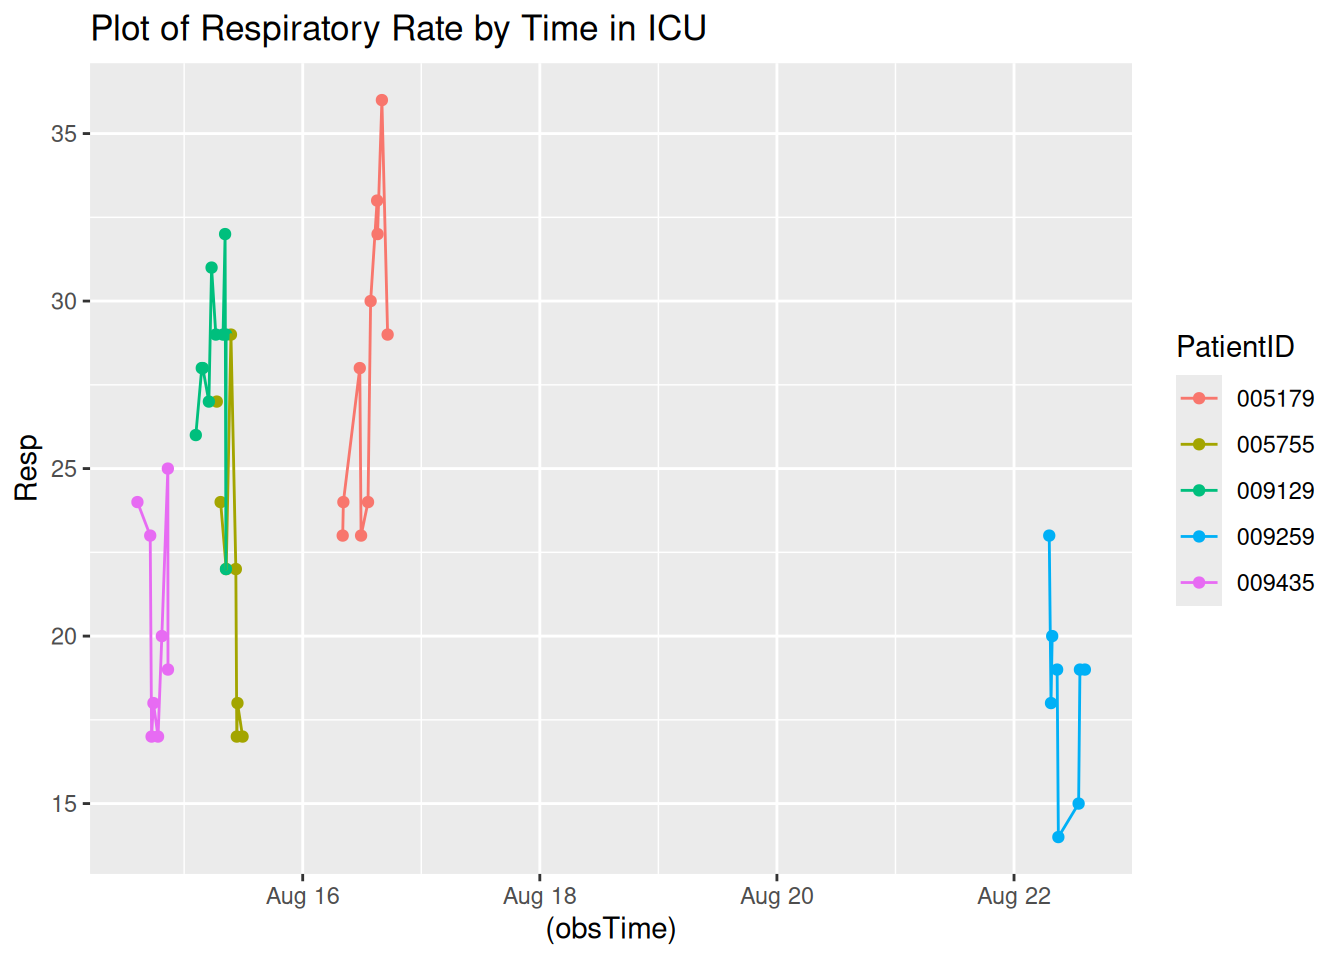 Plot of Respiratory Rate by Time in ICU
35
30
25
20
15
Resp
Aug 16
Aug 18
Aug 20
Aug 22
(obsTime)
PatientID
005179
005755
009129
009259
009435